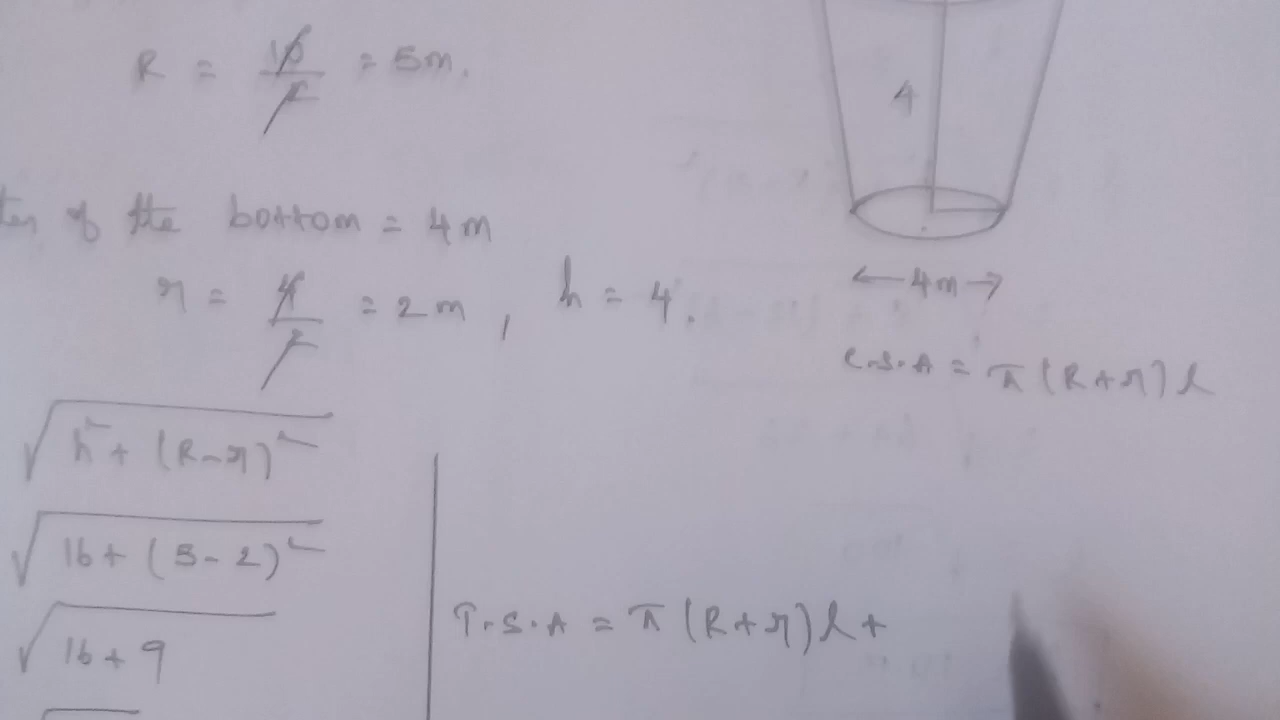 R = 10/2 = 5m.
4
of the bottom = 4m
r = 4/2 = 2m, h = 4.
← 4m →
C.S.A = π (R+r) l
√h² + (R-r)²
√16 + (5-2)²
√16 + 9
T.S.A = π (R+r) l +